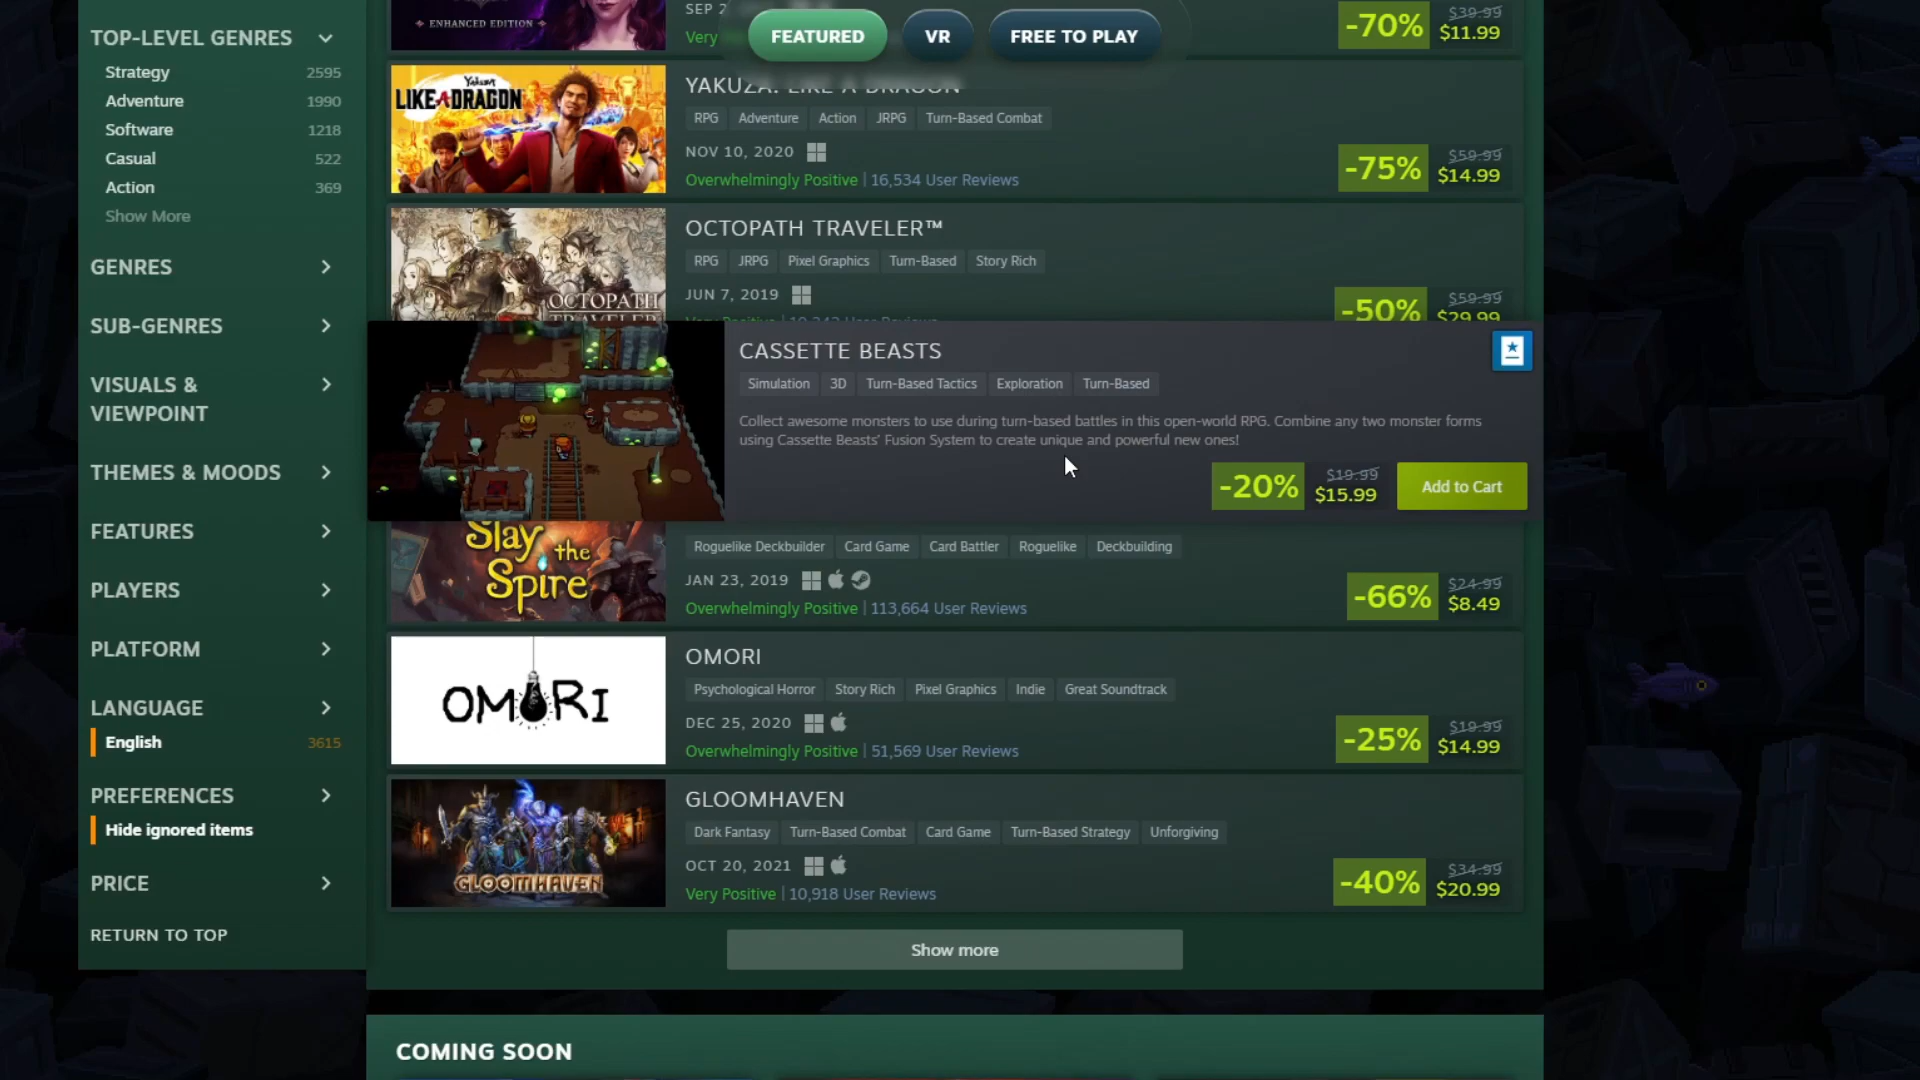 TOP-LEVEL GENRES
Strategy 2595
Adventure 1990
Software 1218
Casual 522
Action 369
Show More
GENRES
SUB-GENRES
VISUALS &
VIEWPOINT
THEMES & MOODS
FEATURES
PLAYERS
PLATFORM
LANGUAGE
English 3615
PREFERENCES
Hide ignored items
PRICE
RETURN TO TOP
FEATURED VR FREE TO PLAY
ENHANCED EDITION
SEP 2
Very
-70% $39.99
$11.99
Yakuza
LIKE A DRAGON
YAKUZA: LIKE A DRAGON
RPG Adventure Action JRPG Turn-Based Combat
NOV 10, 2020
Overwhelmingly Positive | 16,534 User Reviews
-75% $59.99
$14.99
OCTOPATH
TRAVELER
OCTOPATH TRAVELER™
RPG JRPG Pixel Graphics Turn-Based Story Rich
JUN 7, 2019
-50% $59.99
$29.99
CASSETTE BEASTS
Simulation 3D Turn-Based Tactics Exploration Turn-Based
Collect awesome monsters to use during turn-based battles in this open-world RPG. Combine any two monster forms
using Cassette Beasts' Fusion System to create unique and powerful new ones!
-20% $19.99
$15.99
Add to Cart
Slay the
Spire
Roguelike Deckbuilder Card Game Card Battler Roguelike Deckbuilding
JAN 23, 2019
Overwhelmingly Positive | 113,664 User Reviews
-66% $24.99
$8.49
OMORI
OMORI
Psychological Horror Story Rich Pixel Graphics Indie Great Soundtrack
DEC 25, 2020
Overwhelmingly Positive | 51,569 User Reviews
-25% $19.99
$14.99
GLOOMHAVEN
GLOOMHAVEN
Dark Fantasy Turn-Based Combat Card Game Turn-Based Strategy Unforgiving
OCT 20, 2021
Very Positive | 10,918 User Reviews
-40% $34.99
$20.99
Show more
COMING SOON